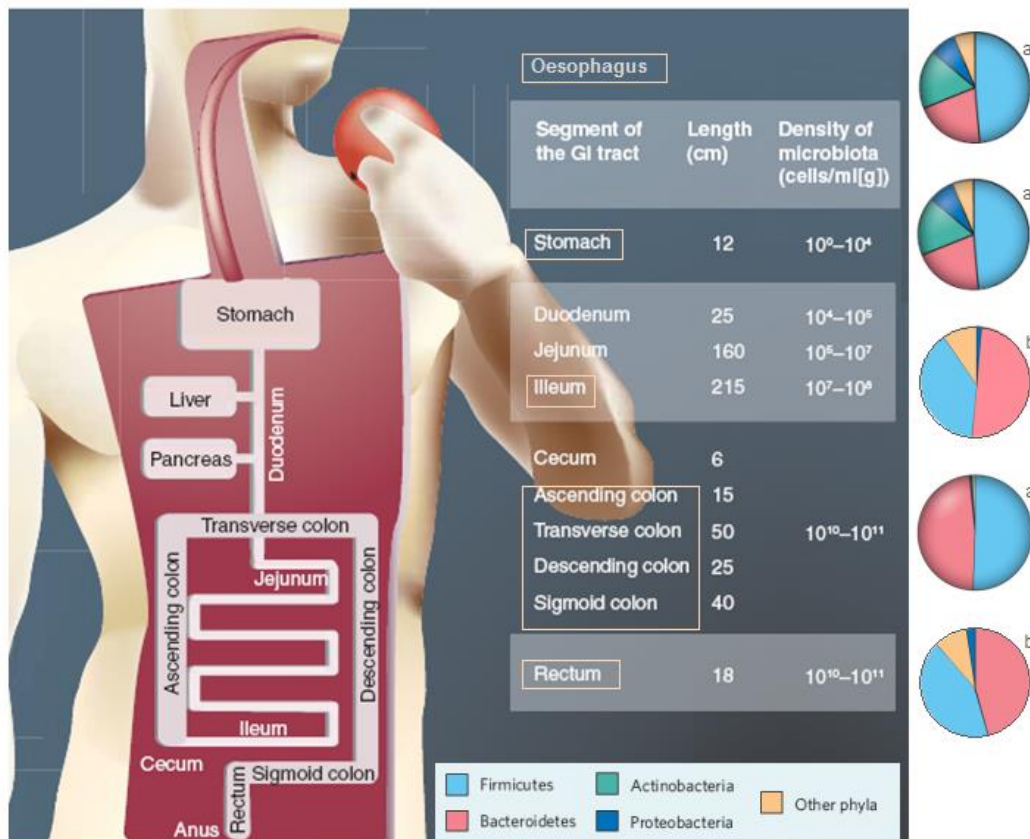 Oesophagus
Segment of the GI tract
Length (cm)
Density of microbiota (cells/ml[g])
Stomach 12 10⁰–10⁴
Duodenum 25 10⁴–10⁵
Jejunum 160 10⁵–10⁷
Illeum 215 10⁷–10⁸
Cecum 6
Ascending colon 15
Transverse colon 50 10¹⁰–10¹¹
Descending colon 25
Sigmoid colon 40
Rectum 18 10¹⁰–10¹¹
Stomach
Liver
Duodenum
Pancreas
Transverse colon
Jejunum
Ascending colon
Descending colon
Ileum
Cecum
Sigmoid colon
Rectum
Anus
Firmicutes
Actinobacteria
Other phyla
Bacteroidetes
Proteobacteria
a
a
b
a
b